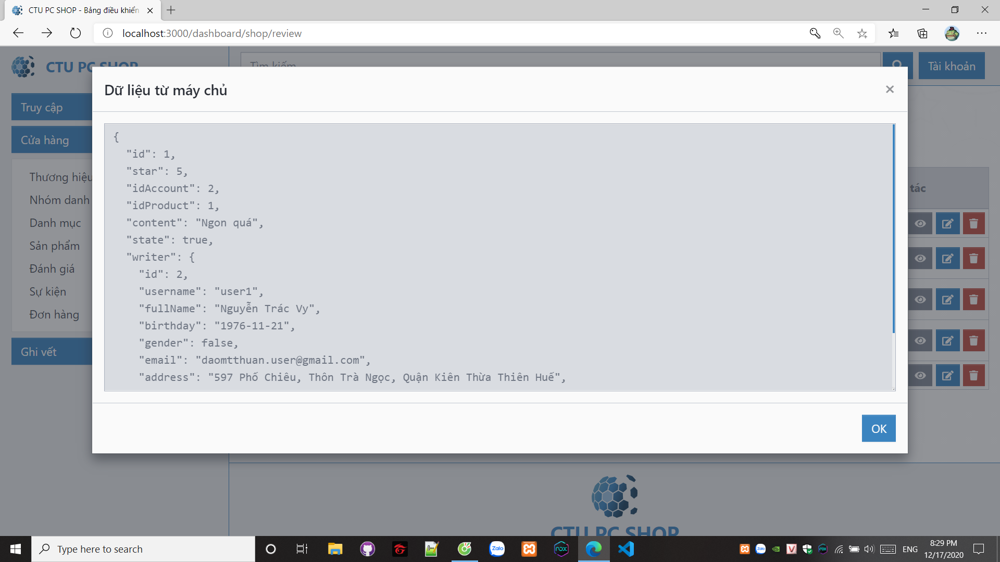 CTU PC SHOP - Bảng điều khiển
localhost:3000/dashboard/shop/review
CTU PC SHOP
Tìm kiếm
Tài khoản
Dữ liệu từ máy chủ
Truy cập
Cửa hàng
Thương hiệu
Nhóm danh
Danh mục
Sản phẩm
Đánh giá
Sự kiện
Đơn hàng
Ghi vết
tác
{
"id": 1,
"star": 5,
"idAccount": 2,
"idProduct": 1,
"content": "Ngon quá",
"state": true,
"writer": {
"id": 2,
"username": "user1",
"fullName": "Nguyễn Trác Vy",
"birthday": "1976-11-21",
"gender": false,
"email": "daomtthuan.user@gmail.com",
"address": "597 Phố Chiêu, Thôn Trà Ngọc, Quận Kiên Thừa Thiên Huế",
OK
CTU PC SHOP
Type here to search
Zalo
nox
ENG
8:29 PM
12/17/2020